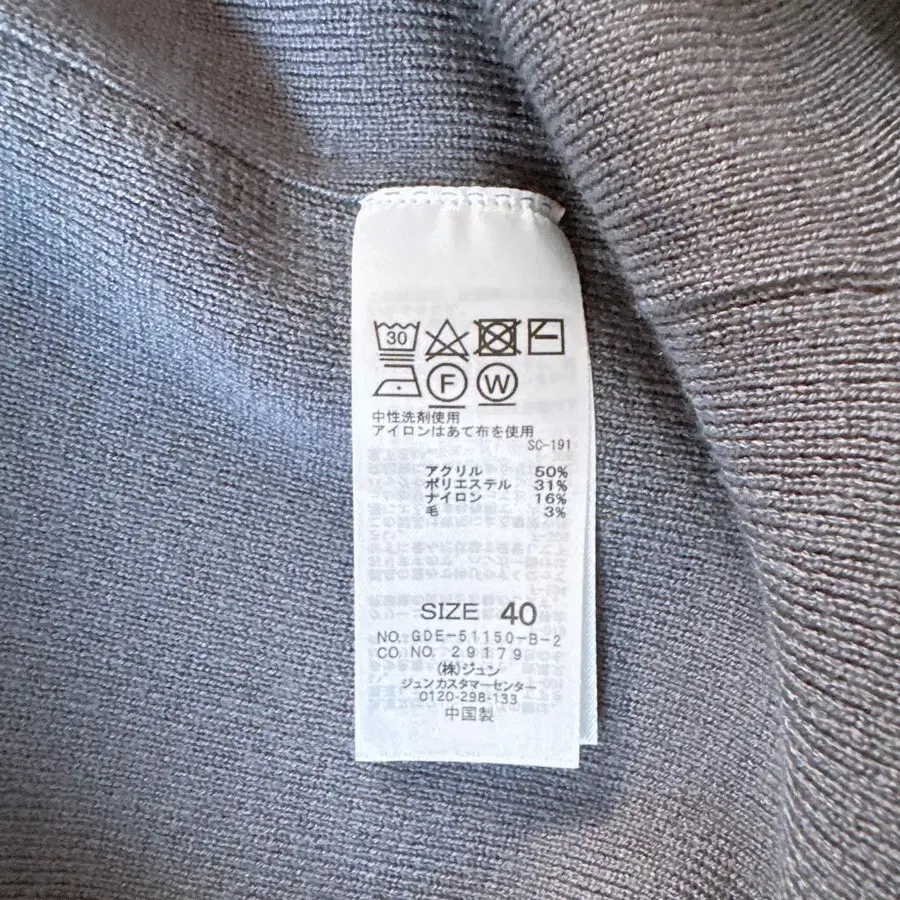 30
F W
中性洗剤使用
アイロンはあて布を使用
SC-191
アクリル 50%
ポリエステル 31%
ナイロン 16%
毛 3%
SIZE 40
NO. GDE-51150-B-2
CO. NO. 29179
(株)ジュン
ジュンカスタマーセンター
0120-298-133
中国製